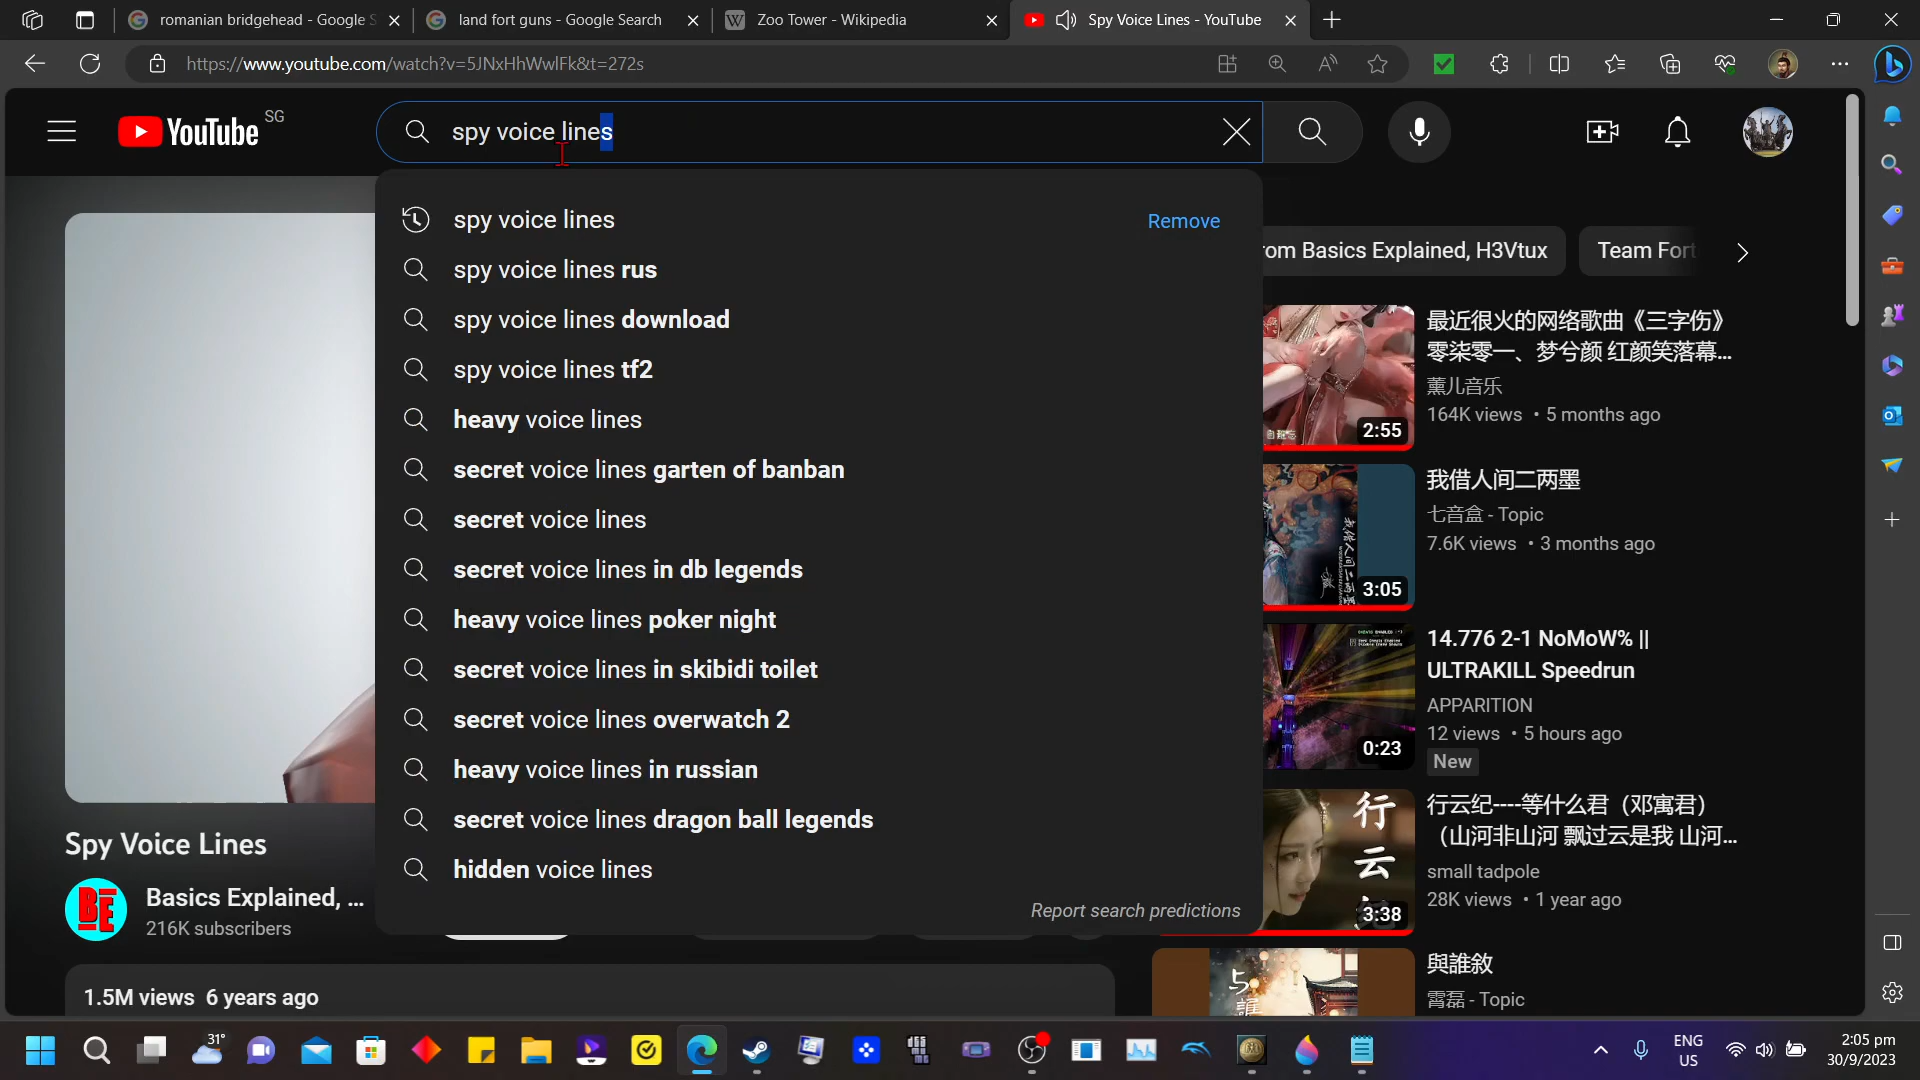 romanian bridgehead - Google S
land fort guns - Google Search
Zoo Tower - Wikipedia
Spy Voice Lines - YouTube
https://www.youtube.com/watch?v=5JNxHhWwlFk&t=272s
YouTube SG
spy voice lines
spy voice lines
Remove
spy voice lines rus
spy voice lines download
spy voice lines tf2
heavy voice lines
secret voice lines garten of banban
secret voice lines
secret voice lines in db legends
heavy voice lines poker night
secret voice lines in skibidi toilet
secret voice lines overwatch 2
heavy voice lines in russian
secret voice lines dragon ball legends
hidden voice lines
Report search predictions
om Basics Explained, H3Vtux
Team Fort
最近很火的网络歌曲《三字伤》
零柒零一、梦兮颜 红颜笑落幕...
薰儿音乐
164K views • 5 months ago
2:55
我借人间二两墨
七音盒 - Topic
7.6K views • 3 months ago
3:05
14.776 2-1 NoMoW% ||
ULTRAKILL Speedrun
APPARITION
12 views • 5 hours ago
New
0:23
行云纪----等什么君（邓寓君）
（山河非山河 飘过云是我 山河...
small tadpole
28K views • 1 year ago
行
云
3:38
與誰敘
霄磊 - Topic
与
Spy Voice Lines
BE
Basics Explained, ...
216K subscribers
1.5M views 6 years ago
31°
ENG
US
2:05 pm
30/9/2023